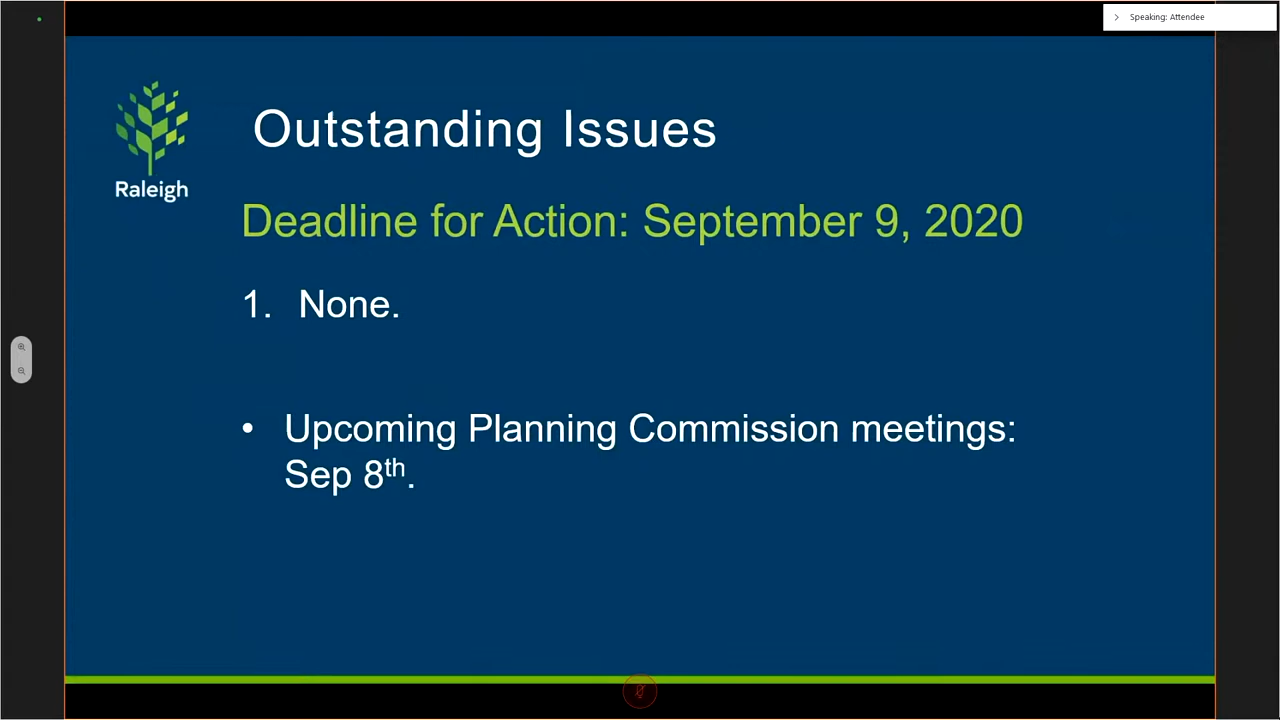 Speaking: Attendee
Outstanding Issues
Raleigh
Deadline for Action: September 9, 2020
1. None.
• Upcoming Planning Commission meetings:
Sep 8th.